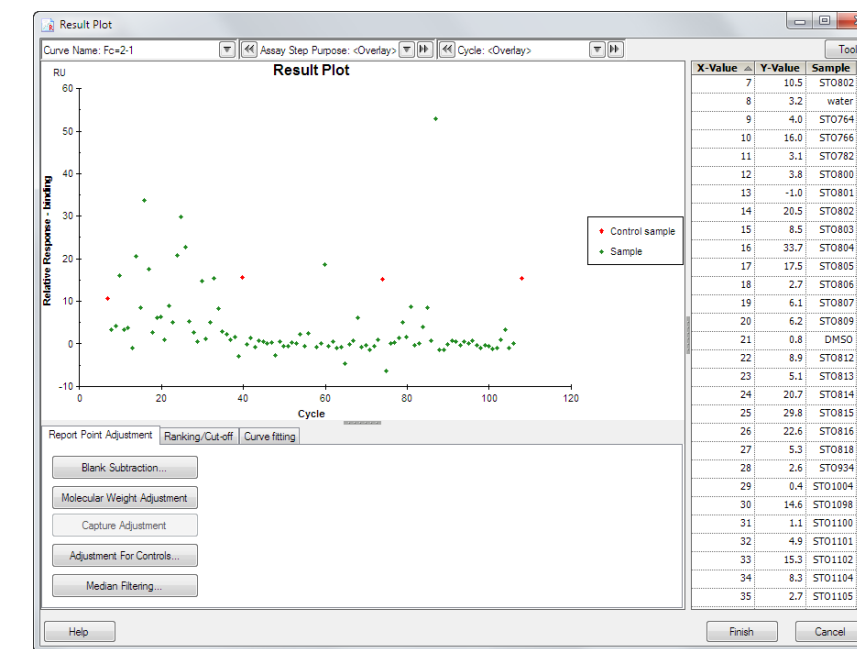 Result Plot
Curve Name: Fc=2-1 Assay Step Purpose: <Overlay> Cycle: <Overlay> Tool
Result Plot
RU
60
50
40
30
20
10
0
-10
Relative Response - binding
0 20 40 60 80 100 120
Cycle
Control sample
Sample
X-Value Y-Value Sample
7 10.5 STO802
8 3.2 water
9 4.0 STO764
10 16.0 STO766
11 3.1 STO782
12 3.8 STO800
13 -1.0 STO801
14 20.5 STO802
15 8.5 STO803
16 33.7 STO804
17 17.5 STO805
18 2.7 STO806
19 6.1 STO807
20 6.2 STO809
21 0.8 DMSO
22 8.9 STO812
23 5.1 STO813
24 20.7 STO814
25 29.8 STO815
26 22.6 STO816
27 5.3 STO818
28 2.6 STO934
29 0.4 STO1004
30 14.6 STO1098
31 1.1 STO1100
32 4.9 STO1101
33 15.3 STO1102
34 8.3 STO1104
35 2.7 STO1105
Report Point Adjustment Ranking/Cut-off Curve fitting
Blank Subtraction...
Molecular Weight Adjustment
Capture Adjustment
Adjustment For Controls...
Median Filtering...
Help Finish Cancel